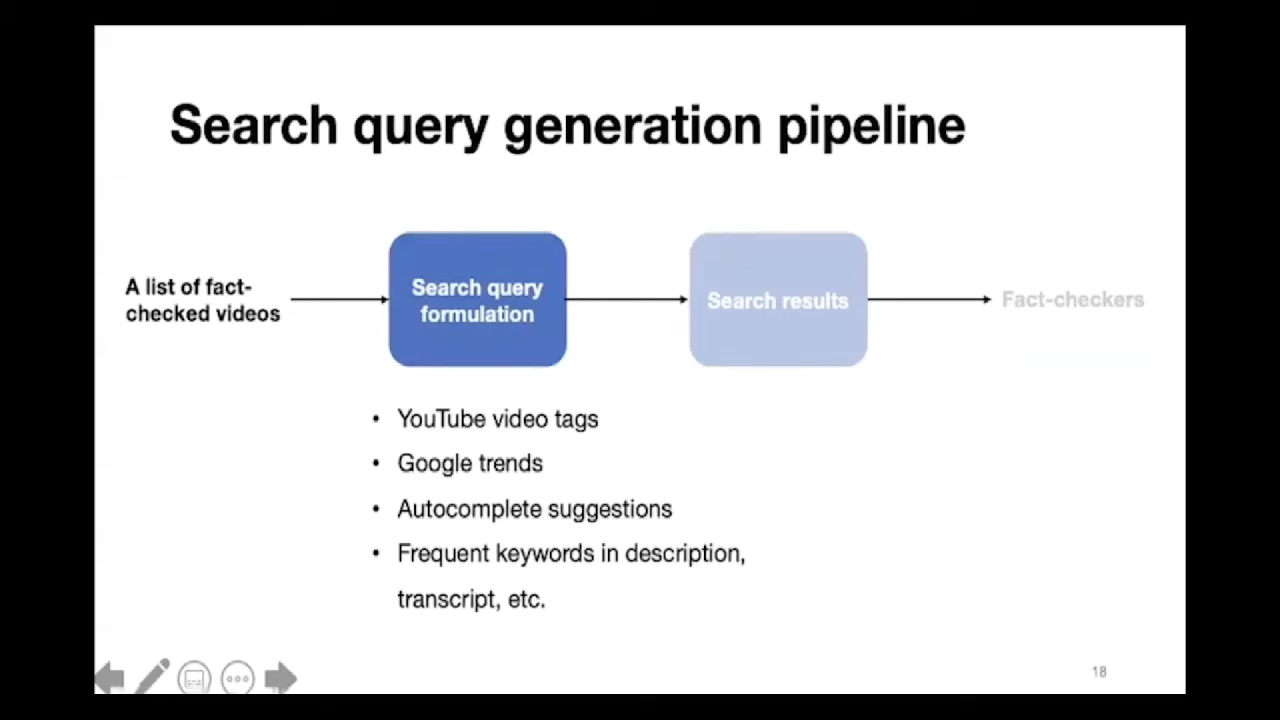 Search query generation pipeline
A list of fact-
checked videos
Search query
formulation
Search results
Fact-checkers
• YouTube video tags
• Google trends
• Autocomplete suggestions
• Frequent keywords in description,
transcript, etc.
18